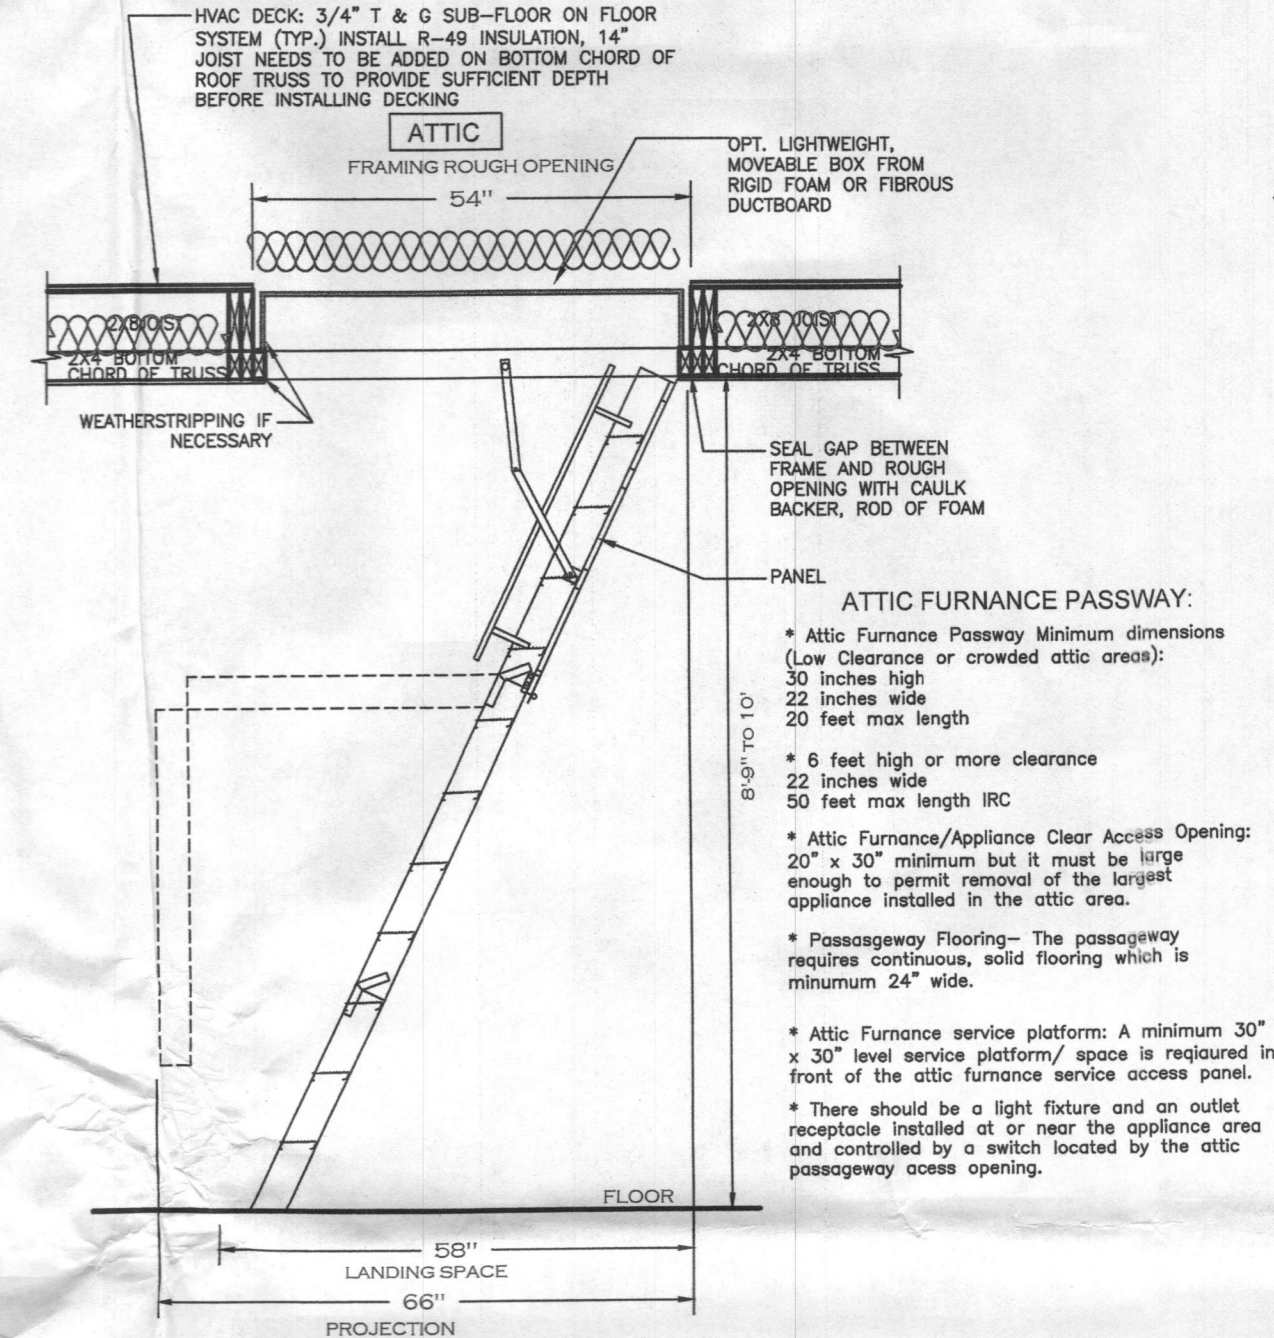 HVAC DECK: 3/4" T & G SUB-FLOOR ON FLOOR
SYSTEM (TYP.) INSTALL R-49 INSULATION, 14"
JOIST NEEDS TO BE ADDED ON BOTTOM CHORD OF
ROOF TRUSS TO PROVIDE SUFFICIENT DEPTH
BEFORE INSTALLING DECKING
ATTIC
FRAMING ROUGH OPENING
54"
OPT. LIGHTWEIGHT,
MOVEABLE BOX FROM
RIGID FOAM OR FIBROUS
DUCTBOARD
2X8 JOIST
2X4 BOTTOM
CHORD OF TRUSS
2X8 JOIST
2X4 BOTTOM
CHORD OF TRUSS
WEATHERSTRIPPING IF
NECESSARY
SEAL GAP BETWEEN
FRAME AND ROUGH
OPENING WITH CAULK
BACKER, ROD OF FOAM
PANEL
8'-9" TO 10'
ATTIC FURNANCE PASSWAY:
* Attic Furnance Passway Minimum dimensions
(Low Clearance or crowded attic areas):
30 inches high
22 inches wide
20 feet max length
* 6 feet high or more clearance
22 inches wide
50 feet max length IRC
* Attic Furnance/Appliance Clear Access Opening:
20" x 30" minimum but it must be large
enough to permit removal of the largest
appliance installed in the attic area.
* Passasgeway Flooring- The passageway
requires continuous, solid flooring which is
minumum 24" wide.
* Attic Furnance service platform: A minimum 30"
x 30" level service platform/ space is reqiaured in
front of the attic furnance service access panel.
* There should be a light fixture and an outlet
receptacle installed at or near the appliance area
and controlled by a switch located by the attic
passageway acess opening.
FLOOR
58"
LANDING SPACE
66"
PROJECTION